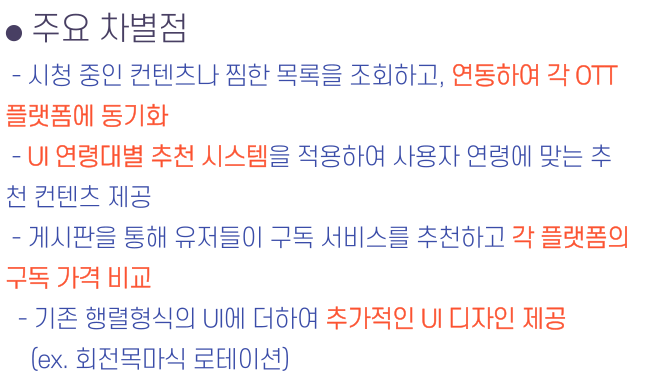 ● 주요 차별점
- 시청 중인 컨텐츠나 찜한 목록을 조회하고, 연동하여 각 OTT
플랫폼에 동기화
- UI 연령대별 추천 시스템을 적용하여 사용자 연령에 맞는 추
천 컨텐츠 제공
- 게시판을 통해 유저들이 구독 서비스를 추천하고 각 플랫폼의
구독 가격 비교
- 기존 행렬형식의 UI에 더하여 추가적인 UI 디자인 제공
(ex. 회전목마식 로테이션)